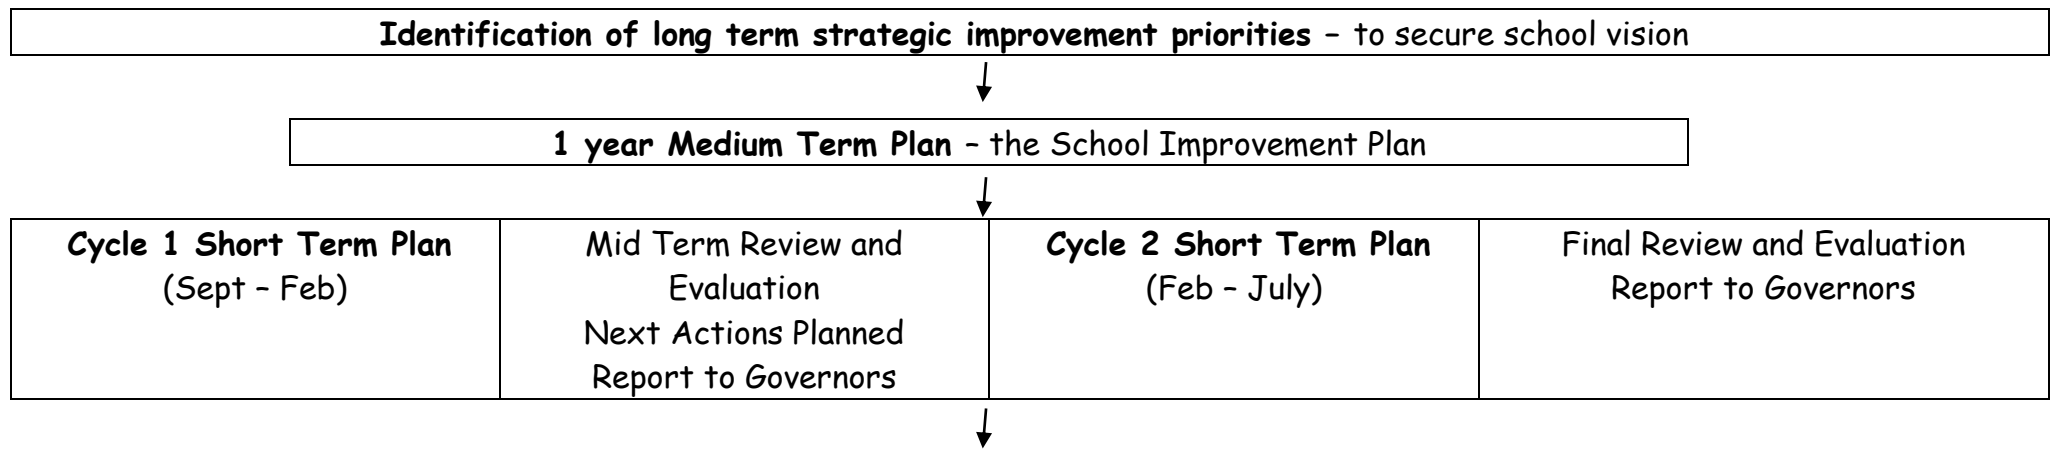 Identification of long term strategic improvement priorities – to secure school vision
1 year Medium Term Plan – the School Improvement Plan
Cycle 1 Short Term Plan
(Sept – Feb)
Mid Term Review and
Evaluation
Next Actions Planned
Report to Governors
Cycle 2 Short Term Plan
(Feb – July)
Final Review and Evaluation
Report to Governors